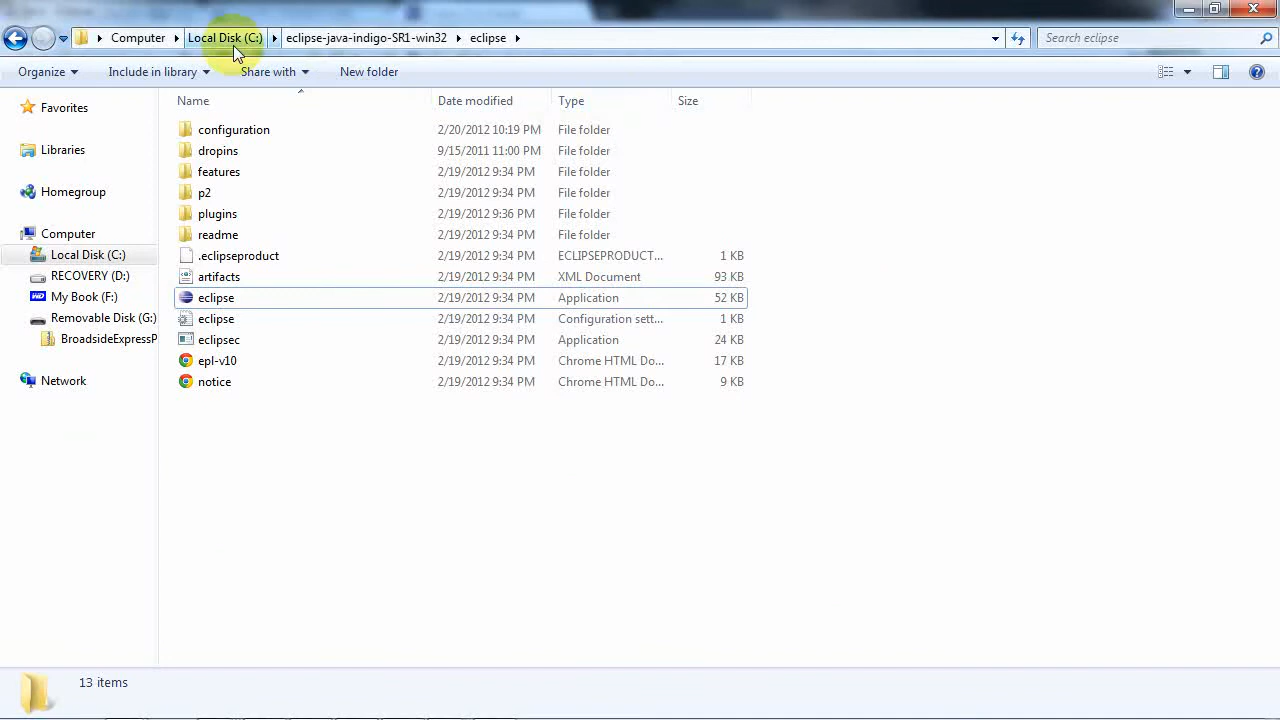 Computer Local Disk (C:) eclipse-java-indigo-SR1-win32 eclipse Search eclipse
Organize Include in library Share with New folder
Name Date modified Type Size
Favorites
Libraries
Homegroup
Computer
Local Disk (C:)
RECOVERY (D:)
My Book (F:)
Removable Disk (G:)
BroadsideExpressP
Network
configuration 2/20/2012 10:19 PM File folder
dropins 9/15/2011 11:00 PM File folder
features 2/19/2012 9:34 PM File folder
p2 2/19/2012 9:34 PM File folder
plugins 2/19/2012 9:36 PM File folder
readme 2/19/2012 9:34 PM File folder
.eclipseproduct 2/19/2012 9:34 PM ECLIPSEPRODUCT... 1 KB
artifacts 2/19/2012 9:34 PM XML Document 93 KB
eclipse 2/19/2012 9:34 PM Application 52 KB
eclipse 2/19/2012 9:34 PM Configuration sett... 1 KB
eclipsec 2/19/2012 9:34 PM Application 24 KB
epl-v10 2/19/2012 9:34 PM Chrome HTML Do... 17 KB
notice 2/19/2012 9:34 PM Chrome HTML Do... 9 KB
13 items